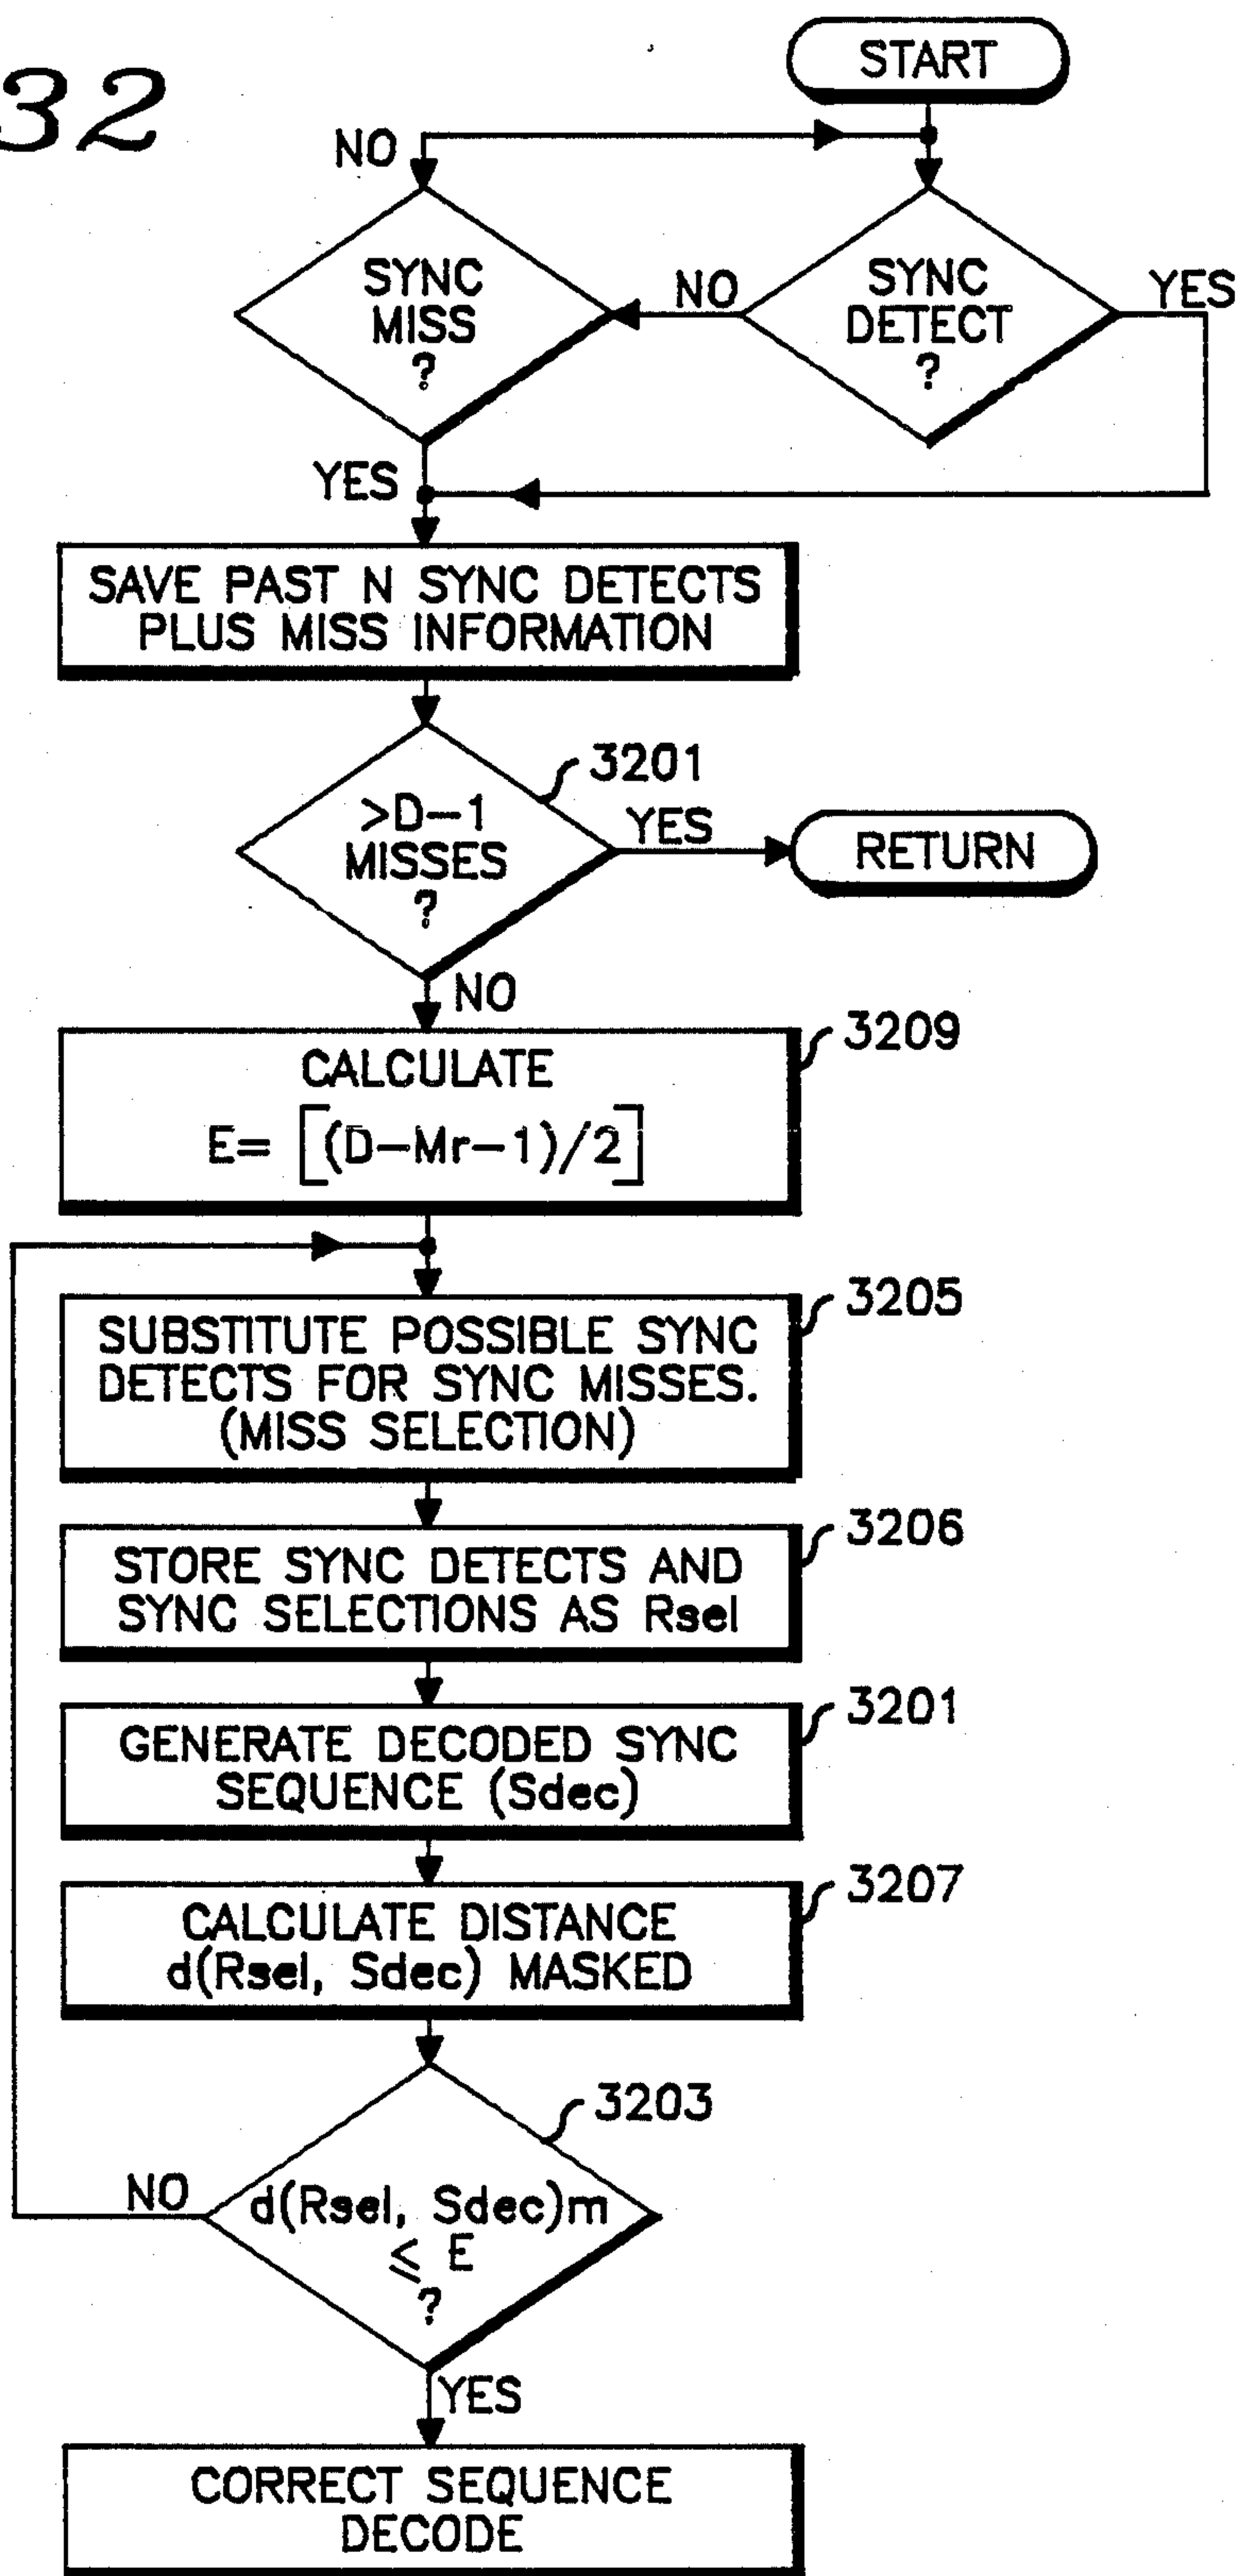 32
START
NO
SYNC
MISS
?
NO
SYNC
DETECT
?
YES
YES
SAVE PAST N SYNC DETECTS
PLUS MISS INFORMATION
3201
>D-1
MISSES
?
YES
RETURN
NO
3209
CALCULATE
E= [(D-Mr-1)/2]
3205
SUBSTITUTE POSSIBLE SYNC
DETECTS FOR SYNC MISSES.
(MISS SELECTION)
3206
STORE SYNC DETECTS AND
SYNC SELECTIONS AS Rsel
3201
GENERATE DECODED SYNC
SEQUENCE (Sdec)
3207
CALCULATE DISTANCE
d(Rsel, Sdec) MASKED
3203
NO
d(Rsel, Sdec)m
≤ E
?
YES
CORRECT SEQUENCE
DECODE